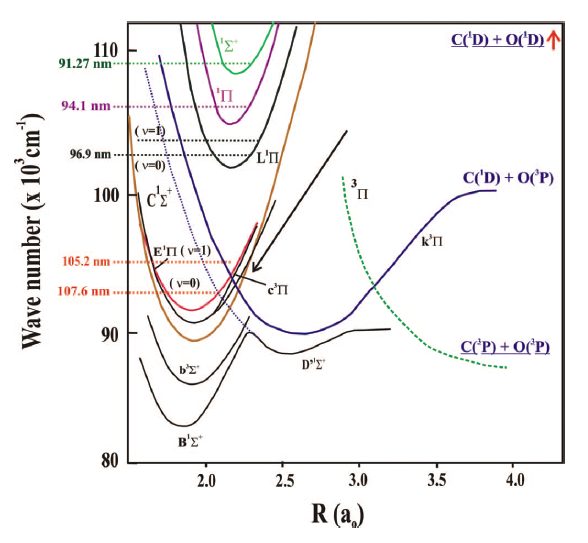 110
100
90
80
Wave number (x 10³ cm⁻¹)
91.27 nm
94.1 nm
96.9 nm
105.2 nm
107.6 nm
¹Σ⁺
¹Π
L¹Π
(ν=1)
(ν=0)
C¹Σ⁺
E¹Π (ν=1)
(ν=0)
c³Π
b³Σ⁺
B¹Σ⁺
D'¹Σ⁺
³Π
k³Π
C(¹D) + O(¹D)
C(¹D) + O(³P)
C(³P) + O(³P)
2.0 2.5 3.0 3.5 4.0
R (a₀)